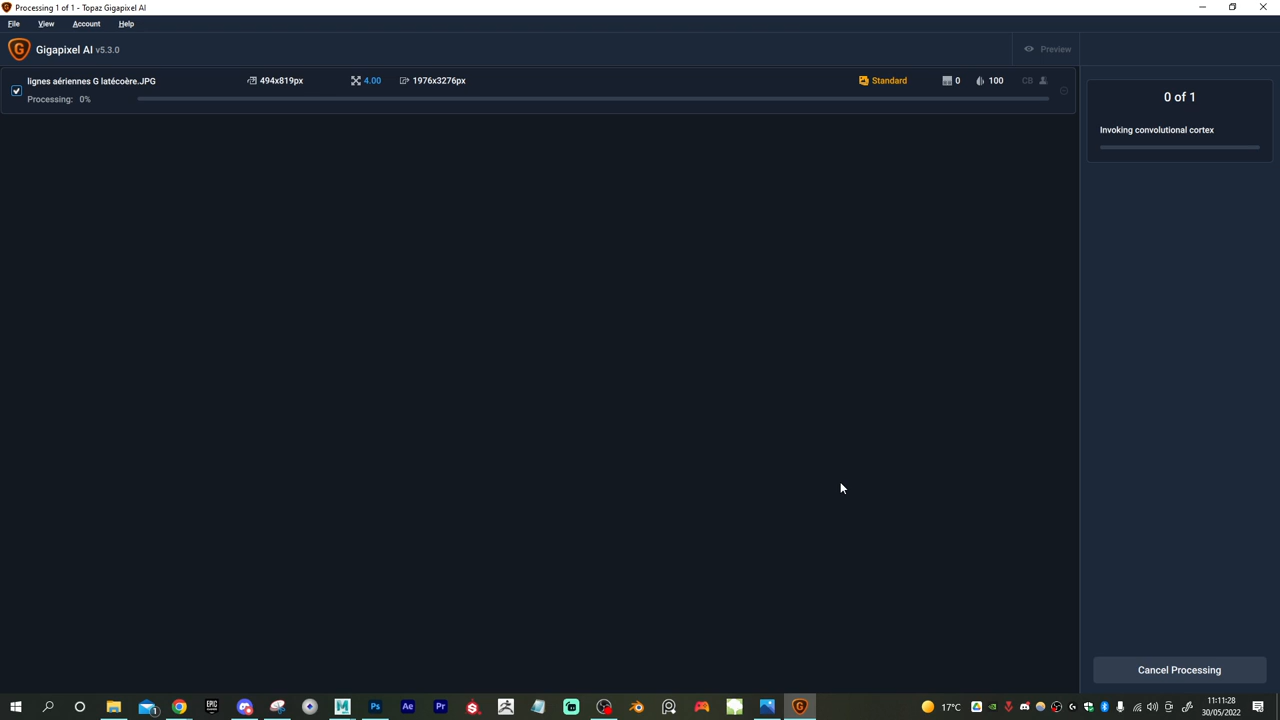 Processing 1 of 1 - Topaz Gigapixel AI
File View Account Help
Gigapixel AI v5.3.0
Preview
lignes aériennes G latécoère.JPG 494x819px 4.00 1976x3276px Standard 0 100 CB
Processing: 0%
0 of 1
Invoking convolutional cortex
Cancel Processing
17°C
11:11:28
30/05/2022